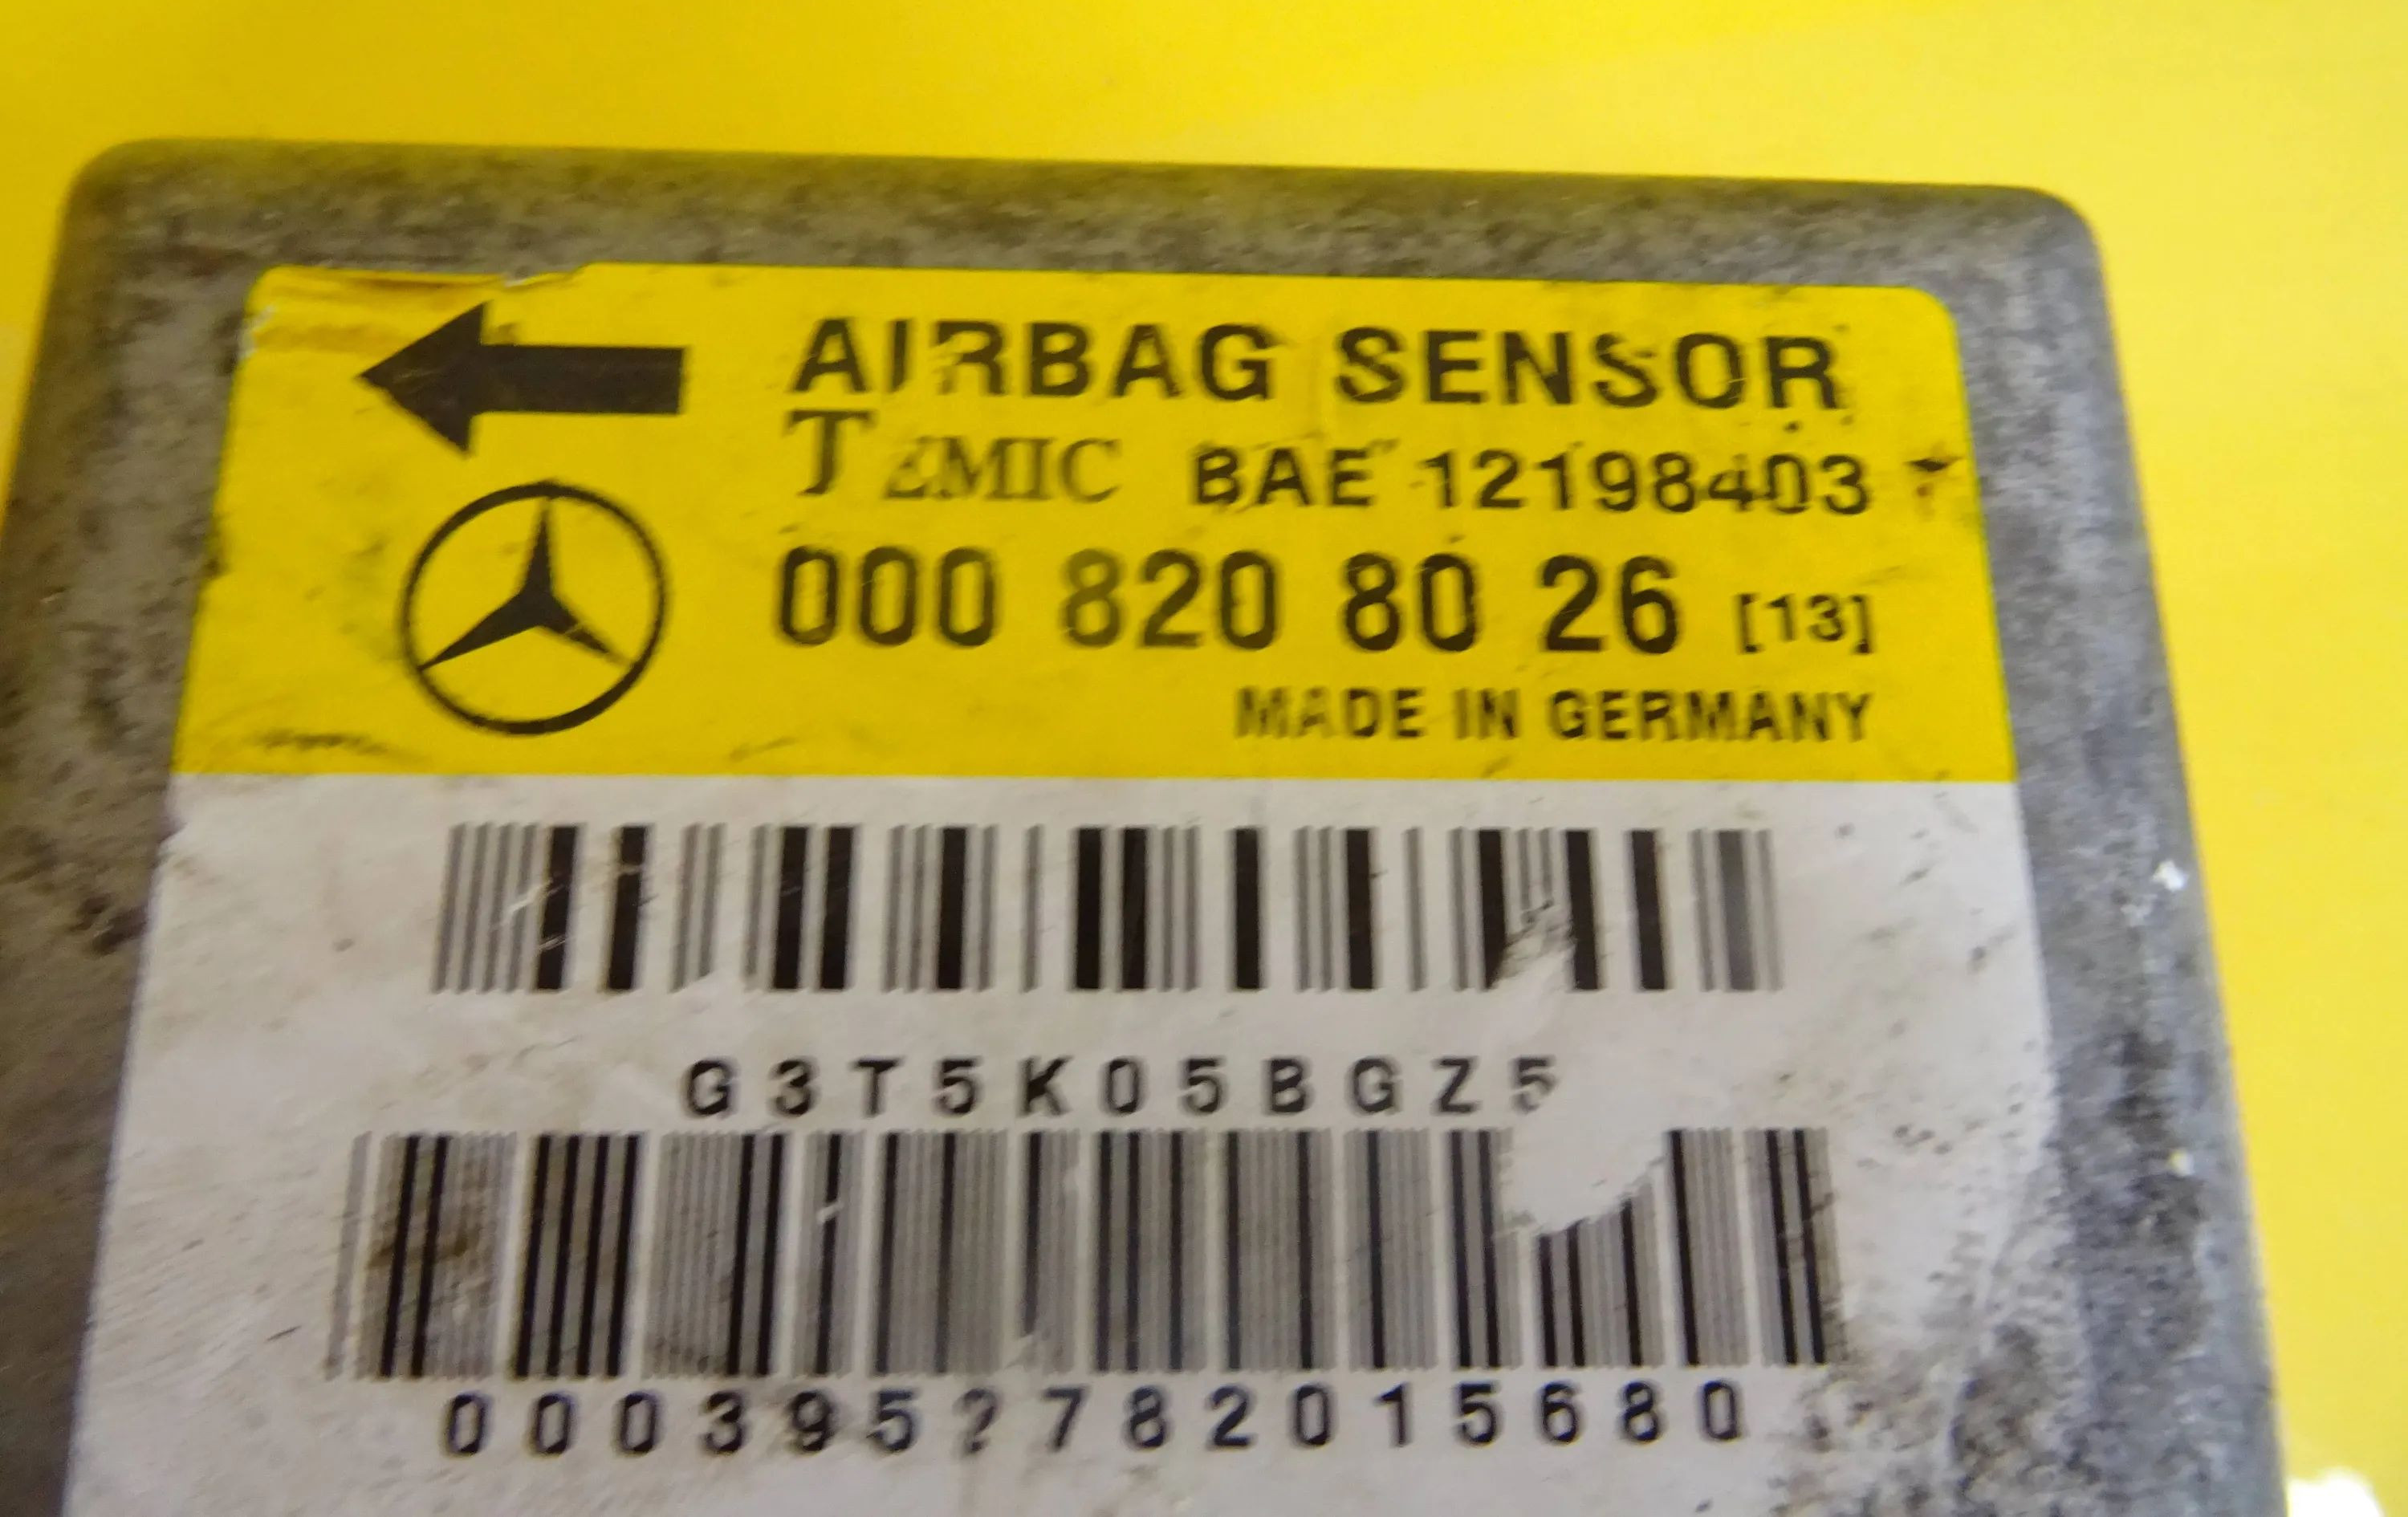 AIRBAG SENSOR
TEMIC BAE 12198403
000 820 80 26 [13]
MADE IN GERMANY
G3T5K05BGZ5